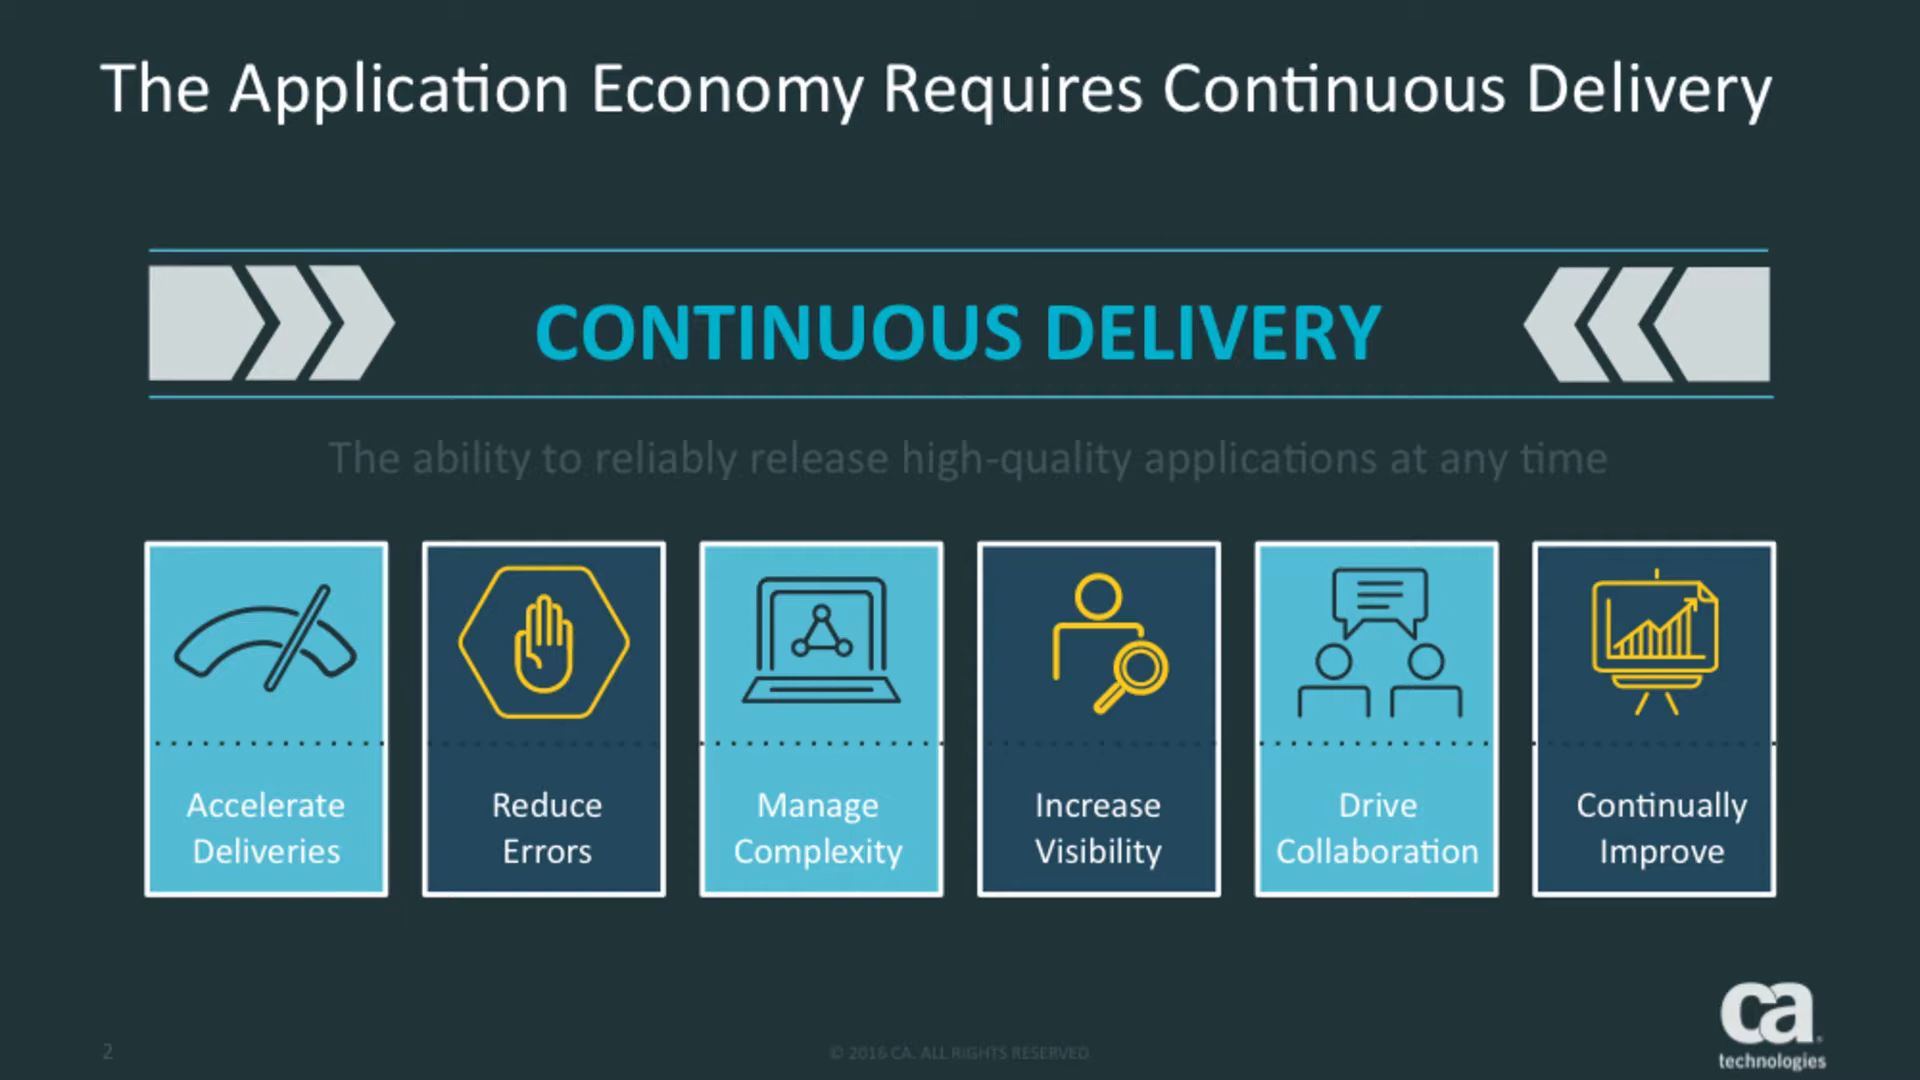 The Application Economy Requires Continuous Delivery
CONTINUOUS DELIVERY
The ability to reliably release high-quality applications at any time
Accelerate
Deliveries
Reduce
Errors
Manage
Complexity
Increase
Visibility
Drive
Collaboration
Continually
Improve
2
© 2016 CA. ALL RIGHTS RESERVED
ca
technologies